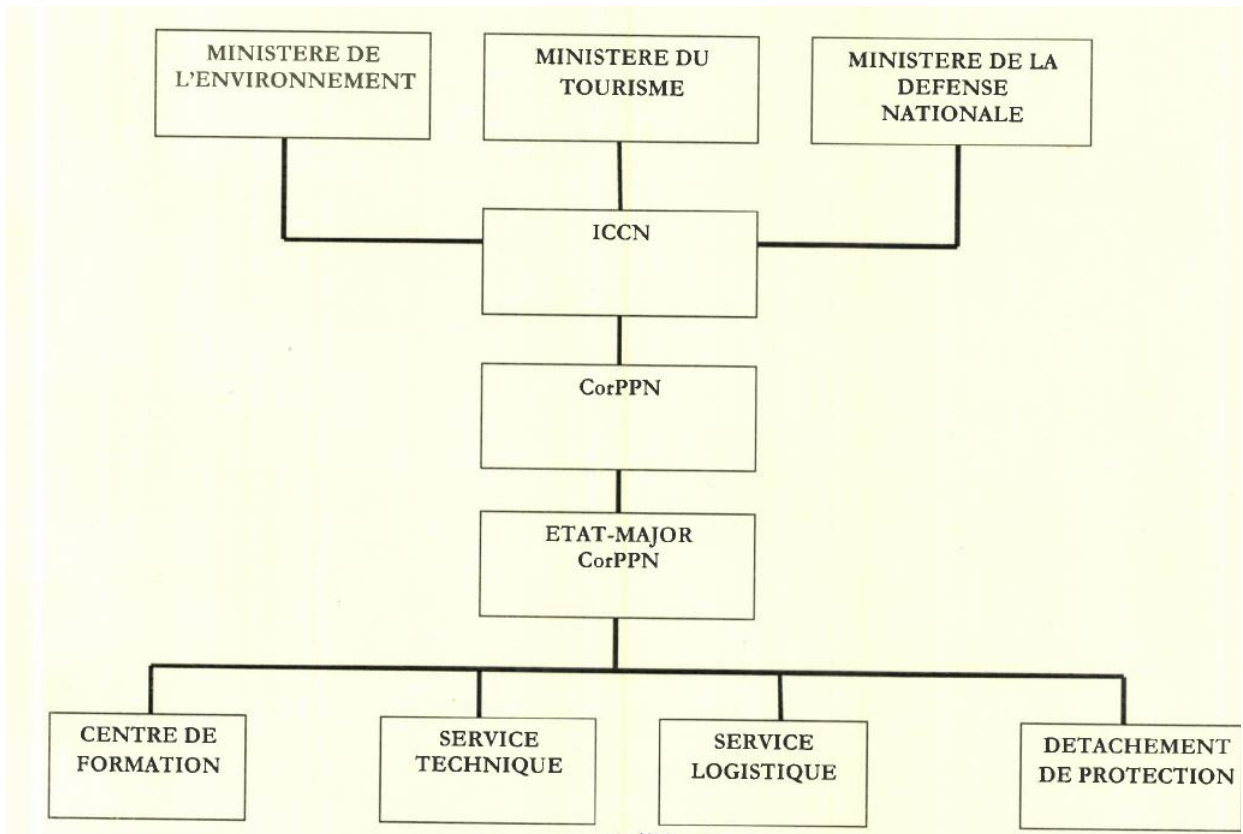 MINISTERE DE
L'ENVIRONNEMENT
MINISTERE DU
TOURISME
MINISTERE DE LA
DEFENSE
NATIONALE
ICCN
CorPPN
ETAT-MAJOR
CorPPN
CENTRE DE
FORMATION
SERVICE
TECHNIQUE
SERVICE
LOGISTIQUE
DETACHEMENT
DE PROTECTION